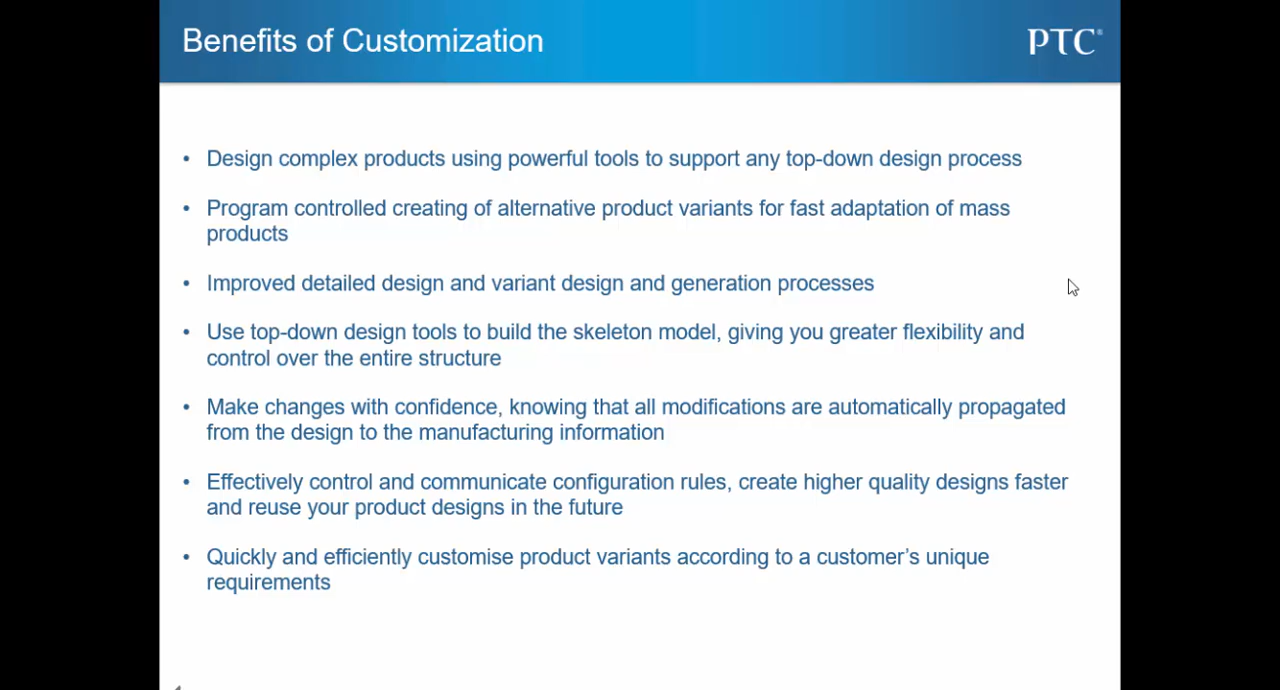 Benefits of Customization
PTC®
• Design complex products using powerful tools to support any top-down design process
• Program controlled creating of alternative product variants for fast adaptation of mass
products
• Improved detailed design and variant design and generation processes
• Use top-down design tools to build the skeleton model, giving you greater flexibility and
control over the entire structure
• Make changes with confidence, knowing that all modifications are automatically propagated
from the design to the manufacturing information
• Effectively control and communicate configuration rules, create higher quality designs faster
and reuse your product designs in the future
• Quickly and efficiently customise product variants according to a customer’s unique
requirements